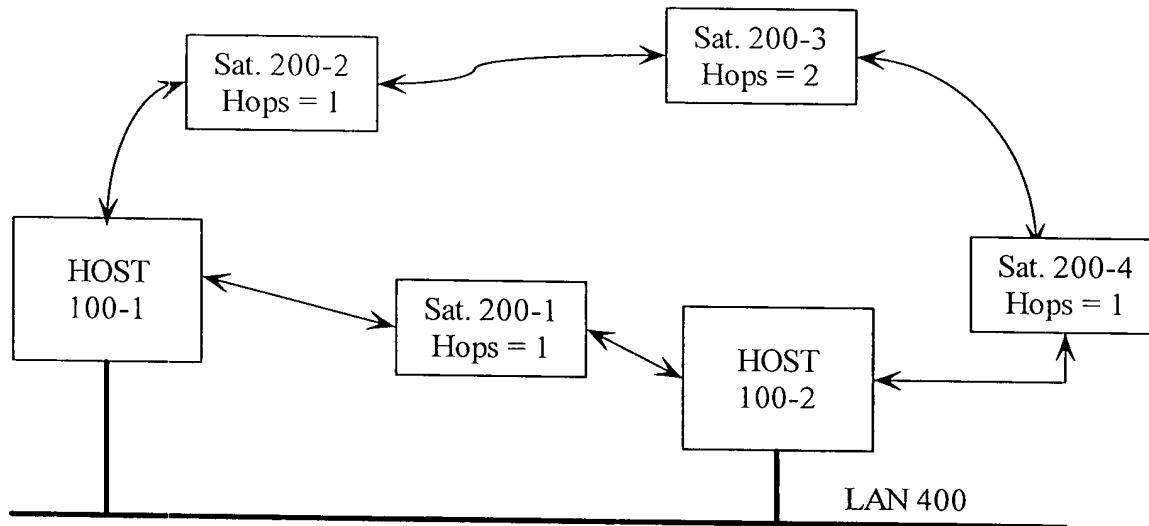 Sat. 200-2
Hops = 1
Sat. 200-3
Hops = 2
HOST
100-1
Sat. 200-1
Hops = 1
HOST
100-2
Sat. 200-4
Hops = 1
LAN 400